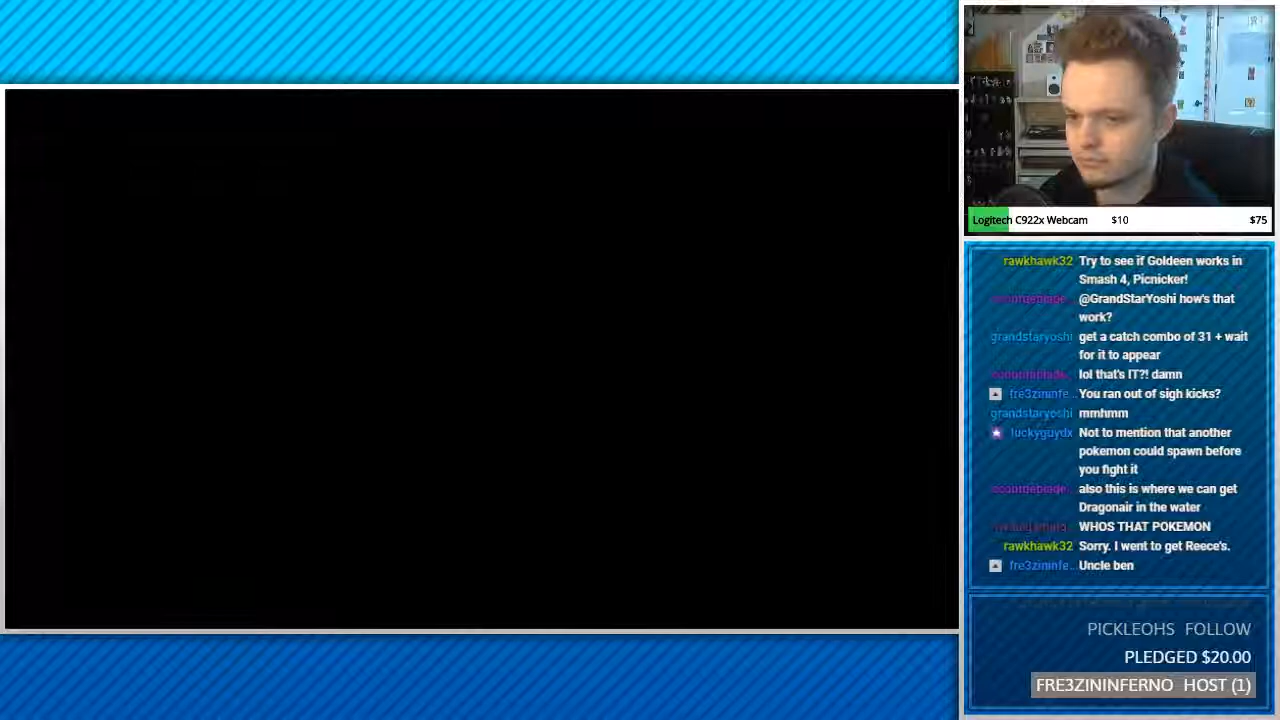 Logitech C922x Webcam $10 $75
rawkhawk32 Try to see if Goldeen works in
Smash 4, Picnicker!
@GrandStarYoshi how's that
work?
grandstaryoshi get a catch combo of 31 + wait
for it to appear
lol that's IT?! damn
fre3zininfe... You ran out of sigh kicks?
grandstaryoshi mmhmm
luckyguydx Not to mention that another
pokemon could spawn before
you fight it
also this is where we can get
Dragonair in the water
WHOS THAT POKEMON
rawkhawk32 Sorry. I went to get Reece's.
fre3zininfe... Uncle ben
PICKLEOHS FOLLOW
PLEDGED $20.00
FRE3ZININFERNO HOST (1)